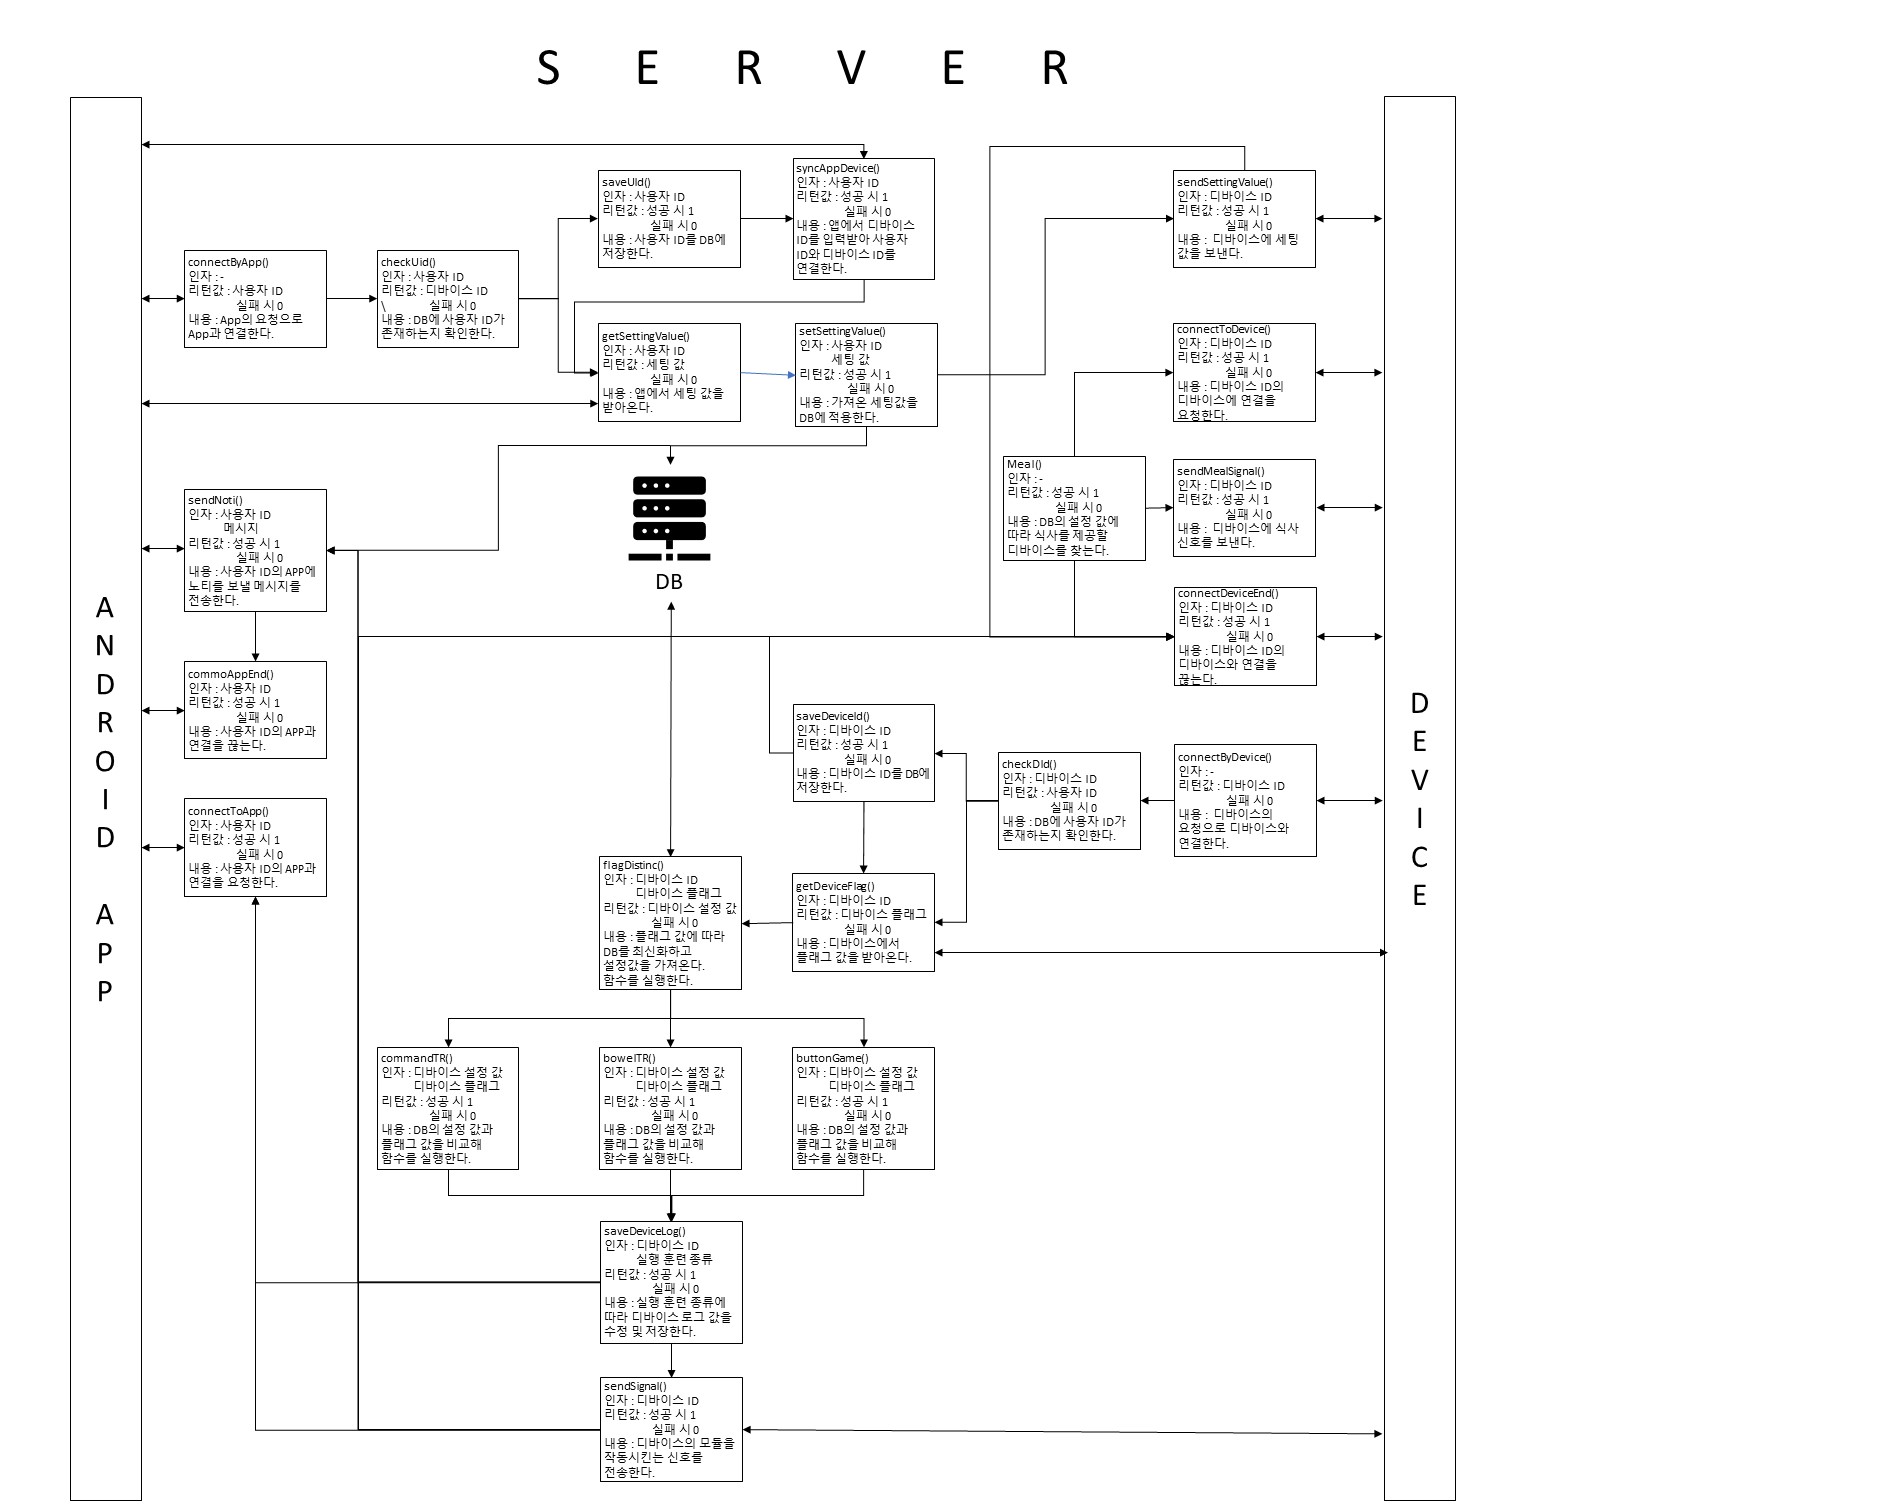 S E R V E R
ANDROID APP
DEVICE
syncAppDevice()
인자 : 사용자 ID
리턴값 : 성공 시 1
실패 시 0
내용 : 앱에서 디바이스
ID를 입력받아 사용자
ID와 디바이스 ID를
연결한다.
saveUId()
인자 : 사용자 ID
리턴값 : 성공 시 1
실패 시 0
내용 : 사용자 ID를 DB에
저장한다.
sendSettingValue()
인자 : 디바이스 ID
리턴값 : 성공 시 1
실패 시 0
내용 : 디바이스에 세팅
값을 보낸다.
connectByApp()
인자 : -
리턴값 : 사용자 ID
실패 시 0
내용 : App의 요청으로
App과 연결한다.
checkUid()
인자 : 사용자 ID
리턴값 : 디바이스 ID
\ 실패 시 0
내용 : DB에 사용자 ID가
존재하는지 확인한다.
getSettingValue()
인자 : 사용자 ID
리턴값 : 세팅 값
실패 시 0
내용 : 앱에서 세팅 값을
받아온다.
setSettingValue()
인자 : 사용자 ID
세팅 값
리턴값 : 성공 시 1
실패 시 0
내용 : 가져온 세팅값을
DB에 적용한다.
connectToDevice()
인자 : 디바이스 ID
리턴값 : 성공 시 1
실패 시 0
내용 : 디바이스 ID의
디바이스에 연결을
요청한다.
Meal()
인자 : -
리턴값 : 성공 시 1
실패 시 0
내용 : DB의 설정 값에
따라 식사를 제공할
디바이스를 찾는다.
sendMealSignal()
인자 : 디바이스 ID
리턴값 : 성공 시 1
실패 시 0
내용 : 디바이스에 식사
신호를 보낸다.
sendNoti()
인자 : 사용자 ID
메시지
리턴값 : 성공 시 1
실패 시 0
내용 : 사용자 ID의 APP에
노티를 보낼 메시지를
전송한다.
DB
connectDeviceEnd()
인자 : 디바이스 ID
리턴값 : 성공 시 1
실패 시 0
내용 : 디바이스 ID의
디바이스와 연결을
끊는다.
commoAppEnd()
인자 : 사용자 ID
리턴값 : 성공 시 1
실패 시 0
내용 : 사용자 ID의 APP과
연결을 끊는다.
saveDeviceId()
인자 : 디바이스 ID
리턴값 : 성공 시 1
실패 시 0
내용 : 디바이스 ID를 DB에
저장한다.
checkDId()
인자 : 디바이스 ID
리턴값 : 사용자 ID
실패 시 0
내용 : DB에 사용자 ID가
존재하는지 확인한다.
connectByDevice()
인자 : -
리턴값 : 디바이스 ID
실패 시 0
내용 : 디바이스의
요청으로 디바이스와
연결한다.
connectToApp()
인자 : 사용자 ID
리턴값 : 성공 시 1
실패 시 0
내용 : 사용자 ID의 APP과
연결을 요청한다.
flagDistinc()
인자 : 디바이스 ID
디바이스 플래그
리턴값 : 디바이스 설정 값
실패 시 0
내용 : 플래그 값에 따라
DB를 최신화하고
설정값을 가져온다.
함수를 실행한다.
getDeviceFlag()
인자 : 디바이스 ID
리턴값 : 디바이스 플래그
실패 시 0
내용 : 디바이스에서
플래그 값을 받아온다.
commandTR()
인자 : 디바이스 설정 값
디바이스 플래그
리턴값 : 성공 시 1
실패 시 0
내용 : DB의 설정 값과
플래그 값을 비교해
함수를 실행한다.
bowelTR()
인자 : 디바이스 설정 값
디바이스 플래그
리턴값 : 성공 시 1
실패 시 0
내용 : DB의 설정 값과
플래그 값을 비교해
함수를 실행한다.
buttonGame()
인자 : 디바이스 설정 값
디바이스 플래그
리턴값 : 성공 시 1
실패 시 0
내용 : DB의 설정 값과
플래그 값을 비교해
함수를 실행한다.
saveDeviceLog()
인자 : 디바이스 ID
실행 훈련 종류
리턴값 : 성공 시 1
실패 시 0
내용 : 실행 훈련 종류에
따라 디바이스 로그 값을
수정 및 저장한다.
sendSignal()
인자 : 디바이스 ID
리턴값 : 성공 시 1
실패 시 0
내용 : 디바이스의 모듈을
작동시킨는 신호를
전송한다.